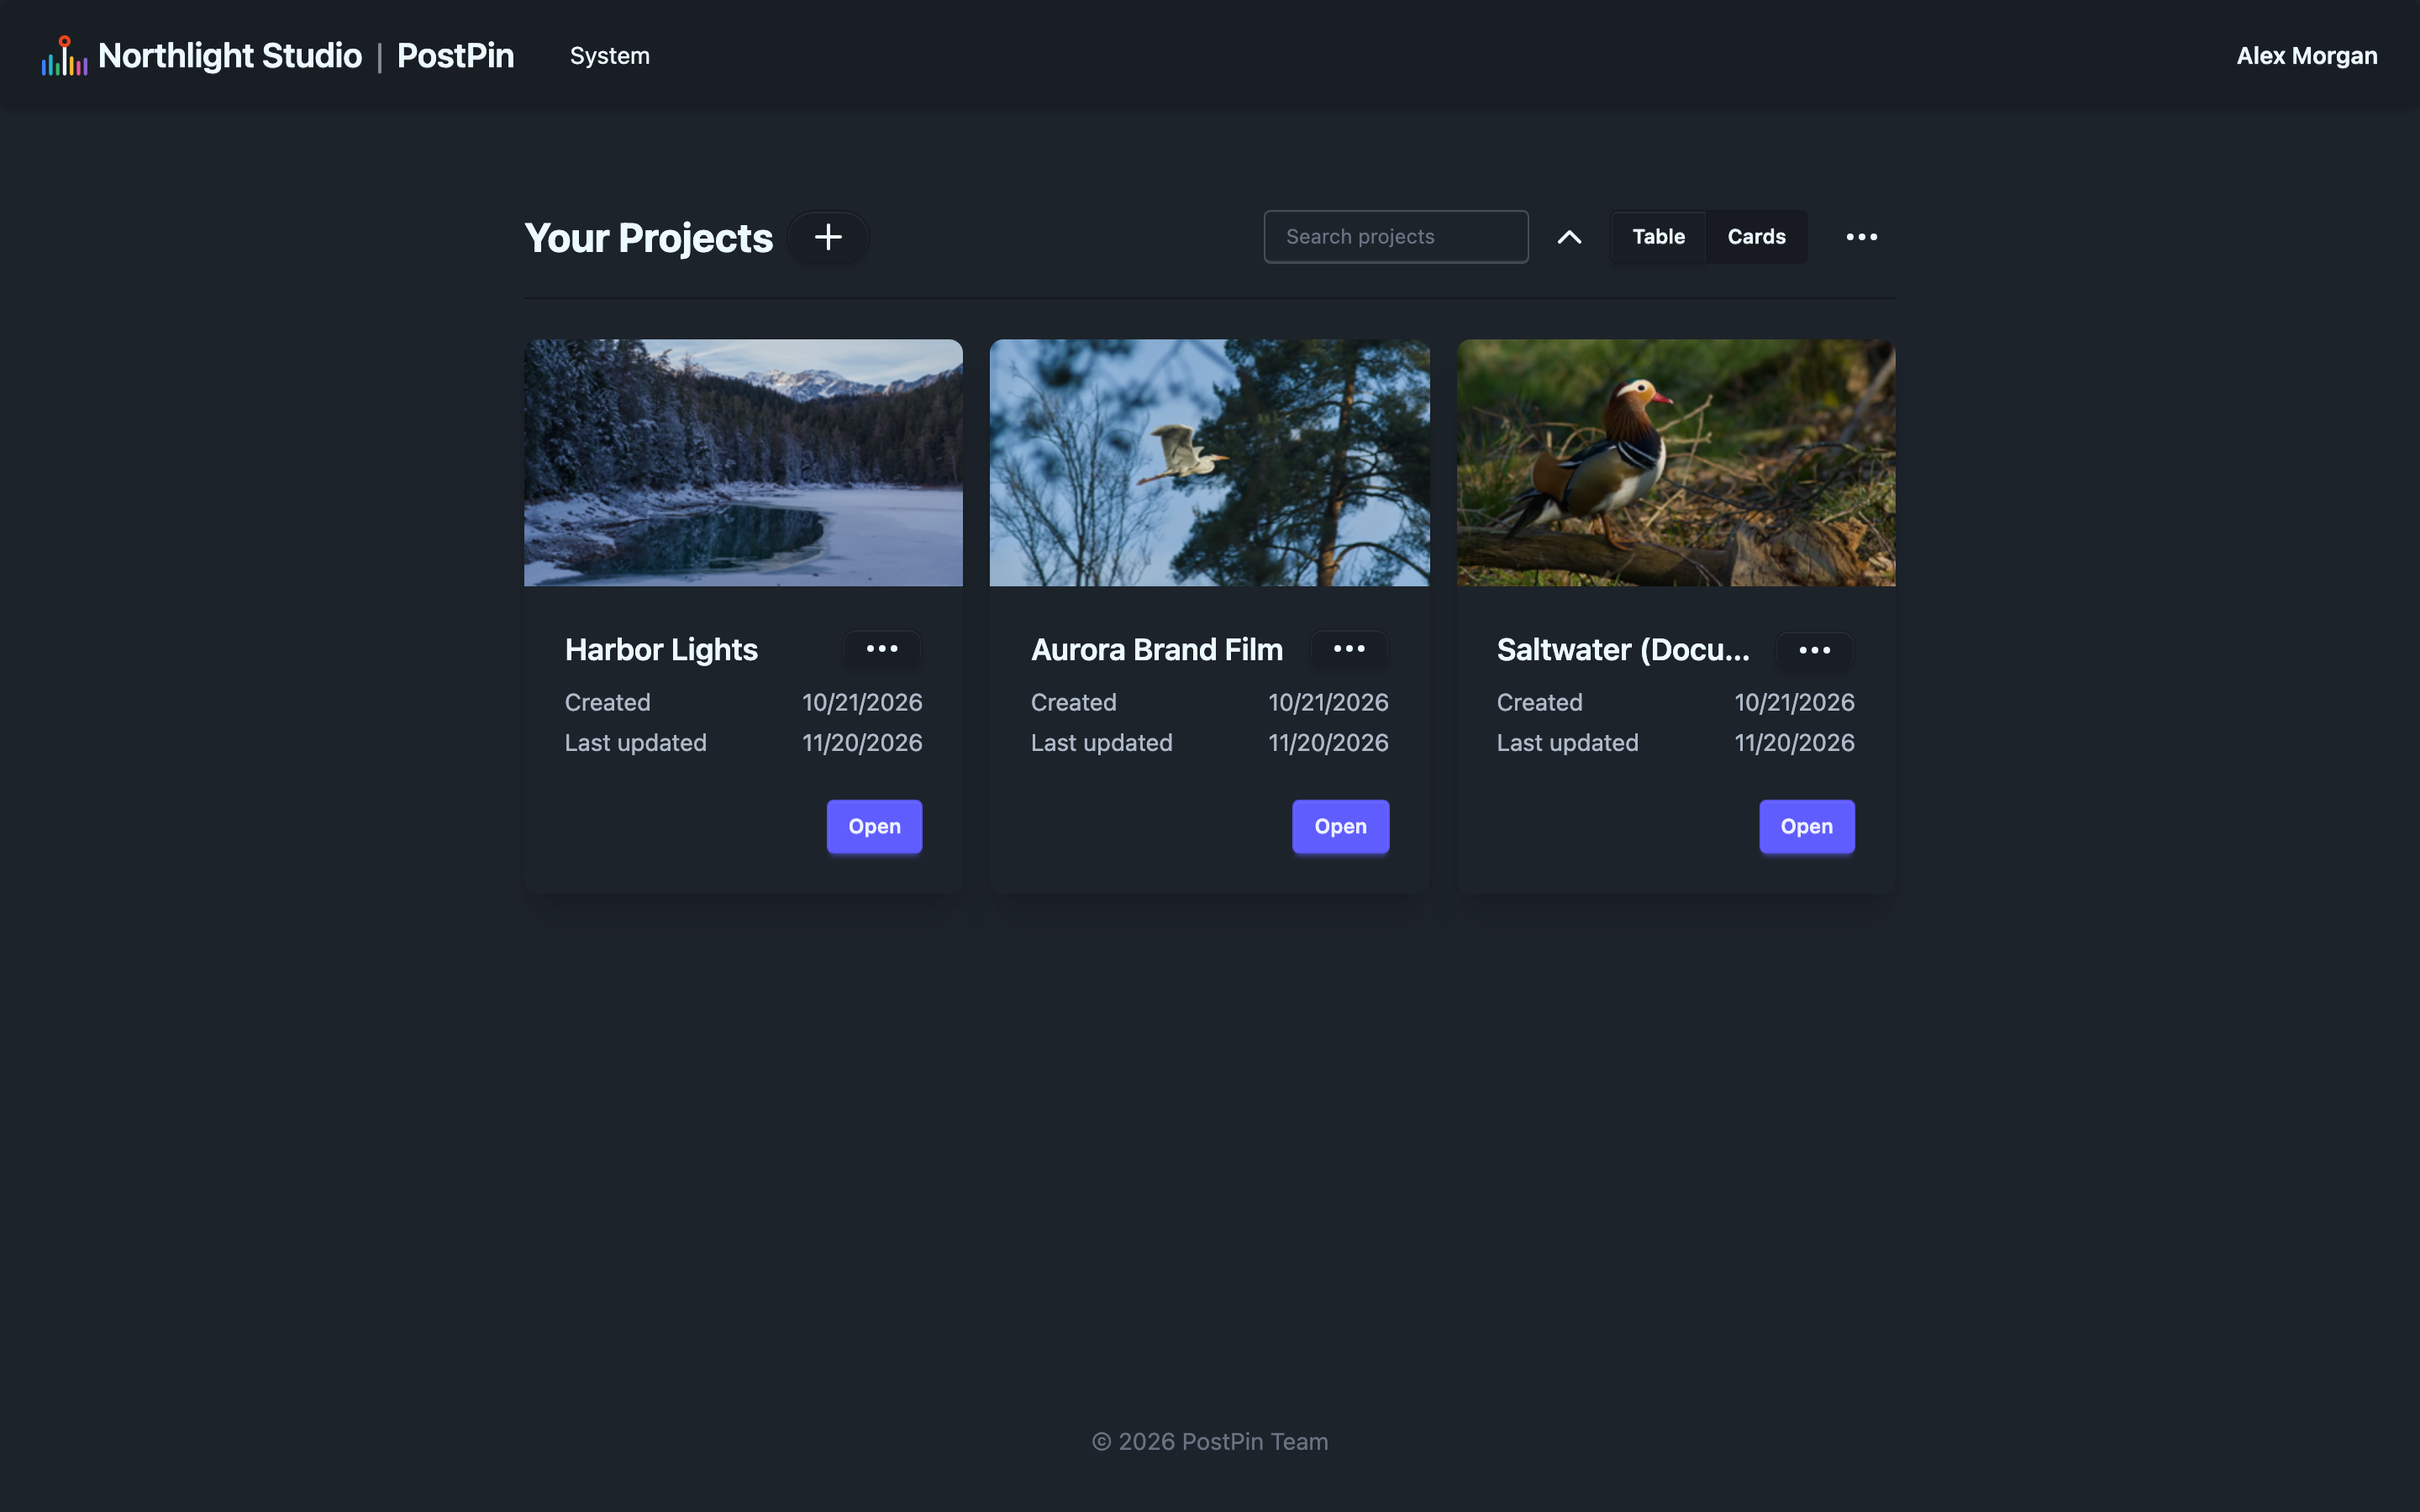 Northlight Studio | PostPin
System
Alex Morgan
Your Projects
Search projects
Table
Cards
Harbor Lights
Created 10/21/2026
Last updated 11/20/2026
Open
Aurora Brand Film
Created 10/21/2026
Last updated 11/20/2026
Open
Saltwater (Docu...
Created 10/21/2026
Last updated 11/20/2026
Open
© 2026 PostPin Team